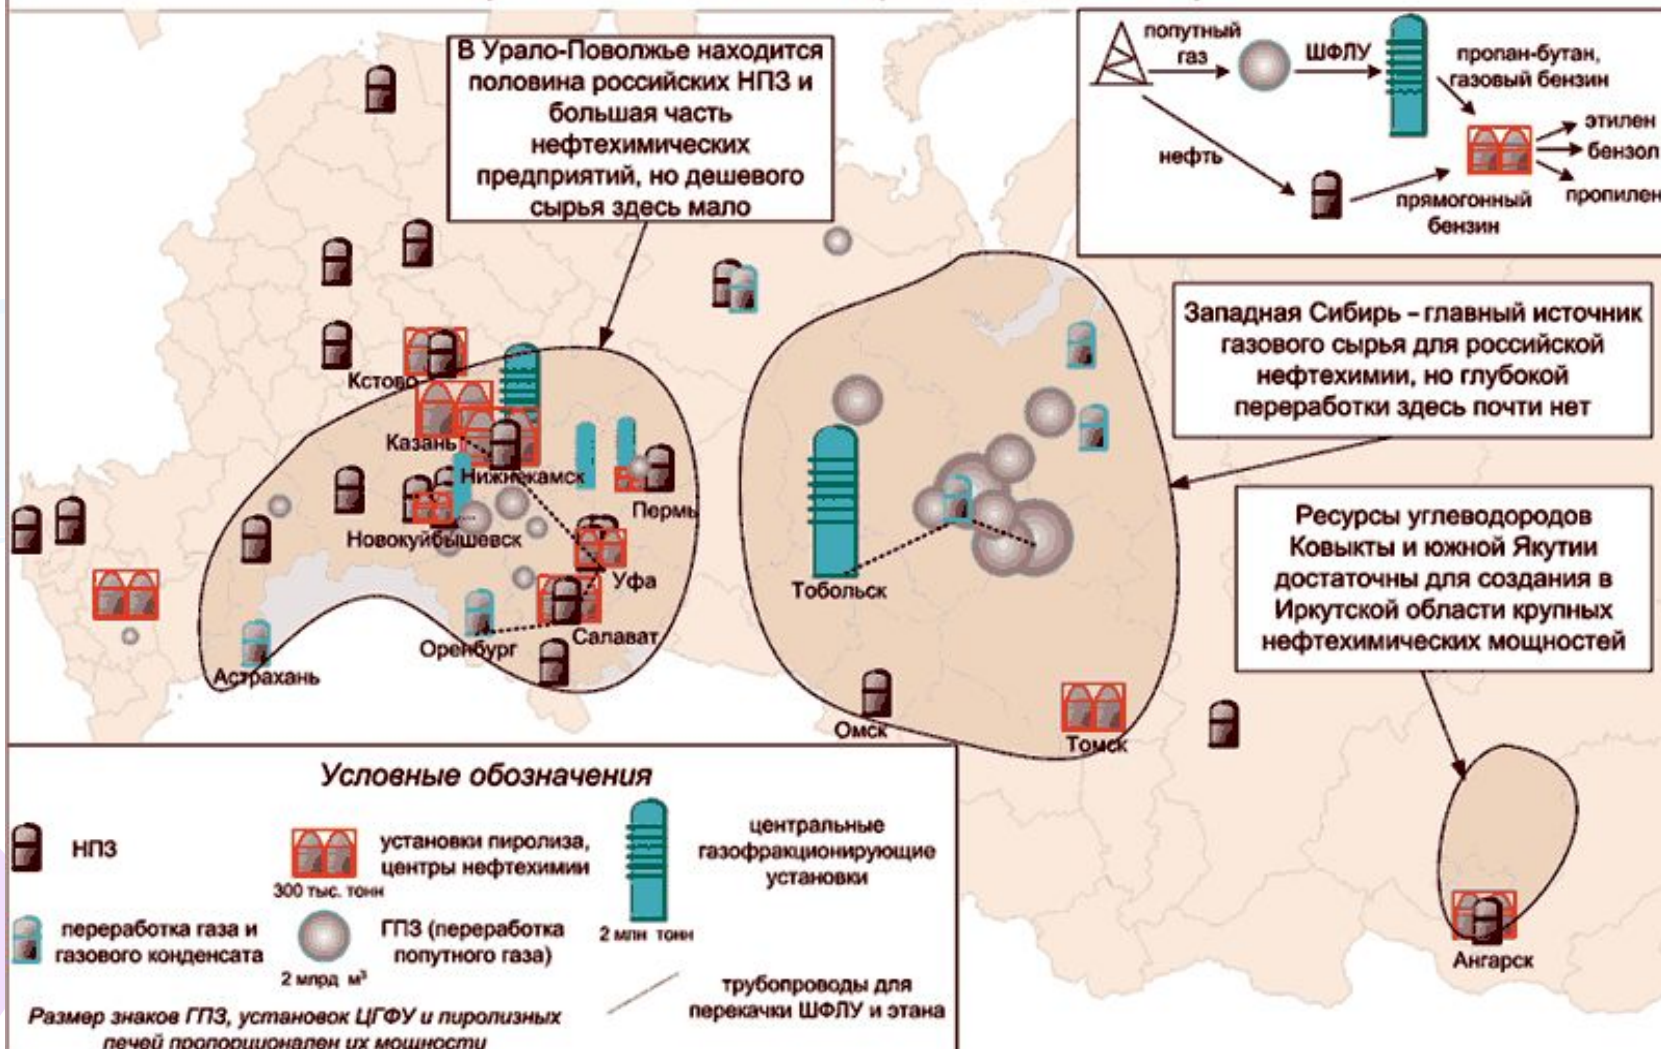 В Урало-Поволжье находится
половина российских НПЗ и
большая часть
нефтехимических
предприятий, но дешевого
сырья здесь мало
попутный
газ
ШФЛУ
пропан-бутан,
газовый бензин
нефть
прямогонный
бензин
этилен
бензол
пропилен
Западная Сибирь – главный источник
газового сырья для российской
нефтехимии, но глубокой
переработки здесь почти нет
Ресурсы углеводородов
Ковыкты и южной Якутии
достаточны для создания в
Иркутской области крупных
нефтехимических мощностей
Кстово
Казань
Нижнекамск
Пермь
Новокуйбышевск
Уфа
Салават
Оренбург
Астрахань
Тобольск
Омск
Томск
Ангарск
Условные обозначения
НПЗ
установки пиролиза,
центры нефтехимии
300 тыс. тонн
центральные
газофракционирующие
установки
2 млн тонн
переработка газа и
газового конденсата
ГПЗ (переработка
попутного газа)
2 млрд м³
трубопроводы для
перекачки ШФЛУ и этана
Размер знаков ГПЗ, установок ЦГФУ и пиролизных
печей пропорционален их мощности